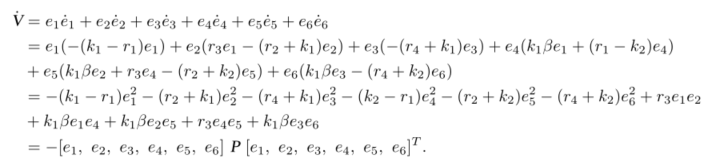 V̇ = e₁ė₁ + e₂ė₂ + e₃ė₃ + e₄ė₄ + e₅ė₅ + e₆ė₆
= e₁(−(k₁ − r₁)e₁) + e₂(r₃e₁ − (r₂ + k₁)e₂) + e₃(−(r₄ + k₁)e₃) + e₄(k₁βe₁ + (r₁ − k₂)e₄)
+ e₅(k₁βe₂ + r₃e₄ − (r₂ + k₂)e₅) + e₆(k₁βe₃ − (r₄ + k₂)e₆)
= −(k₁ − r₁)e₁² − (r₂ + k₁)e₂² − (r₄ + k₁)e₃² − (k₂ − r₁)e₄² − (r₂ + k₂)e₅² − (r₄ + k₂)e₆² + r₃e₁e₂
+ k₁βe₁e₄ + k₁βe₂e₅ + r₃e₄e₅ + k₁βe₃e₆
= −[e₁, e₂, e₃, e₄, e₅, e₆] P [e₁, e₂, e₃, e₄, e₅, e₆]ᵀ.